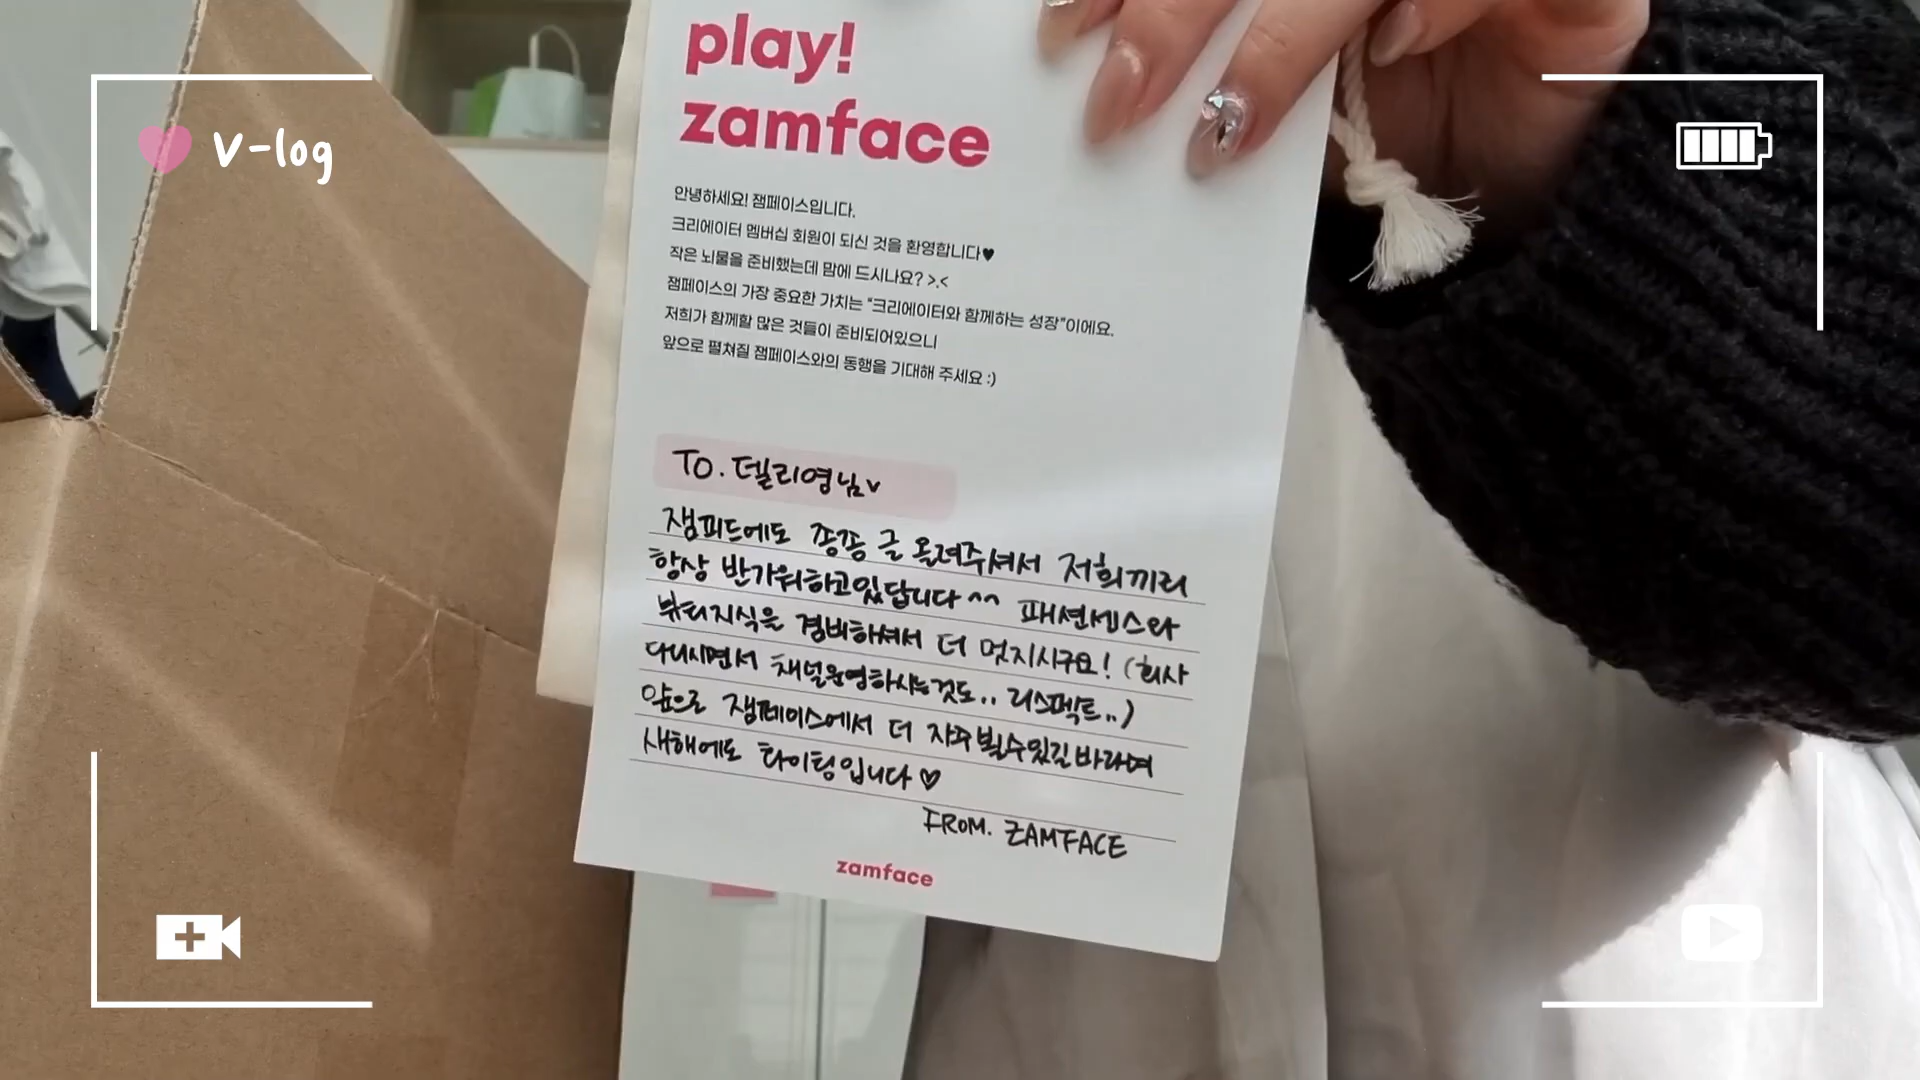 play!
zamface
V-log
안녕하세요! 잼페이스입니다.
크리에이터 멤버십 회원이 되신 것을 환영합니다♥
작은 뇌물을 준비했는데 맘에 드시나요? >.<
잼페이스의 가장 중요한 가치는 “크리에이터와 함께하는 성장”이에요.
저희가 함께할 많은 것들이 준비되어있으니
앞으로 펼쳐질 잼페이스와의 동행을 기대해 주세요 :)
TO. 델리영님♥
잼피드에도 종종 글 올려주셔서 저희끼리
항상 반가워하고있답니다^^ 패션센스와
뷰티지식을 겸비하셔서 더 멋지시구요! (회사
다니시면서 채널운영하시는것도.. 리스펙트..)
앞으로 잼페이스에서 더 자주 뵐수있길바라며
새해에도 화이팅입니다♡
FROM. ZAMFACE
zamface